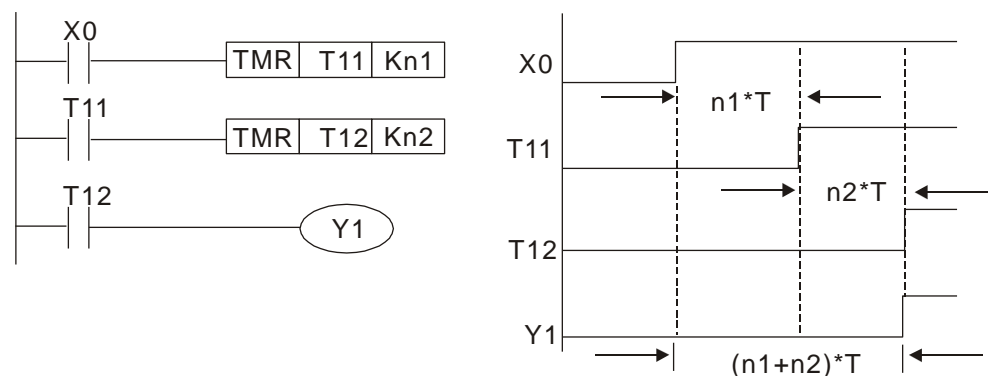 X0
TMR T11 Kn1
T11
TMR T12 Kn2
T12
Y1
X0
n1*T
T11
n2*T
T12
Y1
(n1+n2)*T